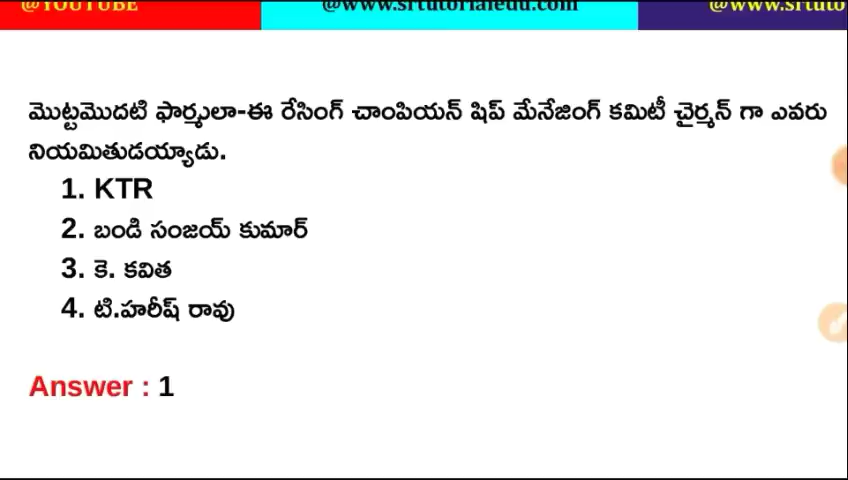 @YOUTUBE @www.srtutorialedu.com @www.srtuto
మొట్టమొదటి ఫార్ములా-ఈ రేసింగ్ చాంపియన్ షిప్ మేనేజింగ్ కమిటీ ఛైర్మన్ గా ఎవరు
నియమితుడయ్యాడు.
1. KTR
2. బండి సంజయ్ కుమార్
3. కె. కవిత
4. టి.హరీష్ రావు
Answer : 1